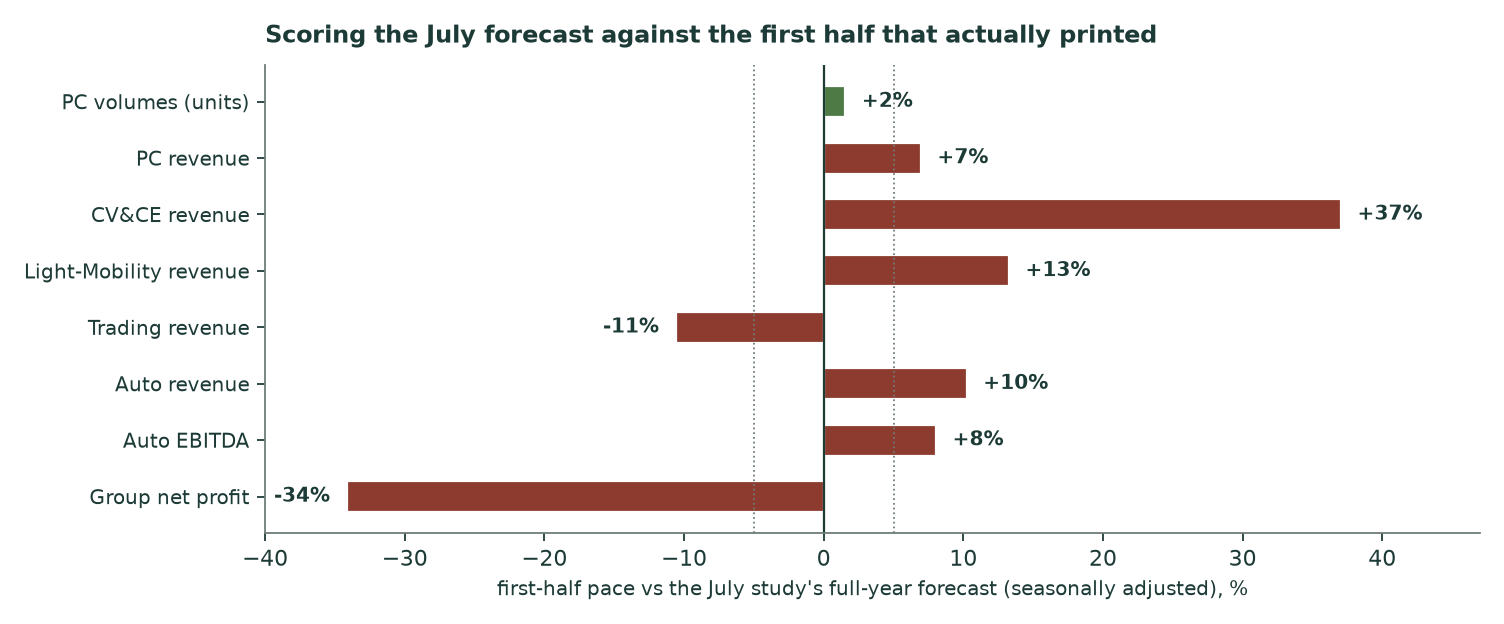 Scoring the July forecast against the first half that actually printed
PC volumes (units)
+2%
PC revenue
+7%
CV&CE revenue
+37%
Light-Mobility revenue
+13%
Trading revenue
-11%
Auto revenue
+10%
Auto EBITDA
+8%
Group net profit
-34%
−40 −30 −20 −10 0 10 20 30 40
first-half pace vs the July study's full-year forecast (seasonally adjusted), %